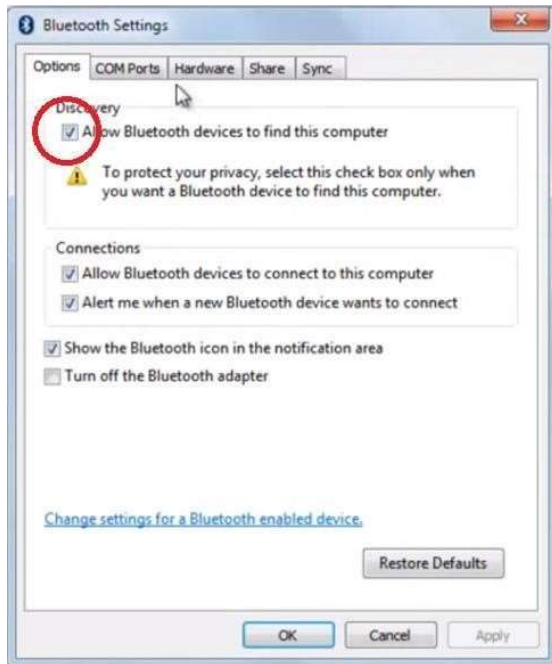 Bluetooth Settings
Options COM Ports Hardware Share Sync
Discovery
Allow Bluetooth devices to find this computer
To protect your privacy, select this check box only when
you want a Bluetooth device to find this computer.
Connections
Allow Bluetooth devices to connect to this computer
Alert me when a new Bluetooth device wants to connect
Show the Bluetooth icon in the notification area
Turn off the Bluetooth adapter
Change settings for a Bluetooth enabled device.
Restore Defaults
OK Cancel Apply